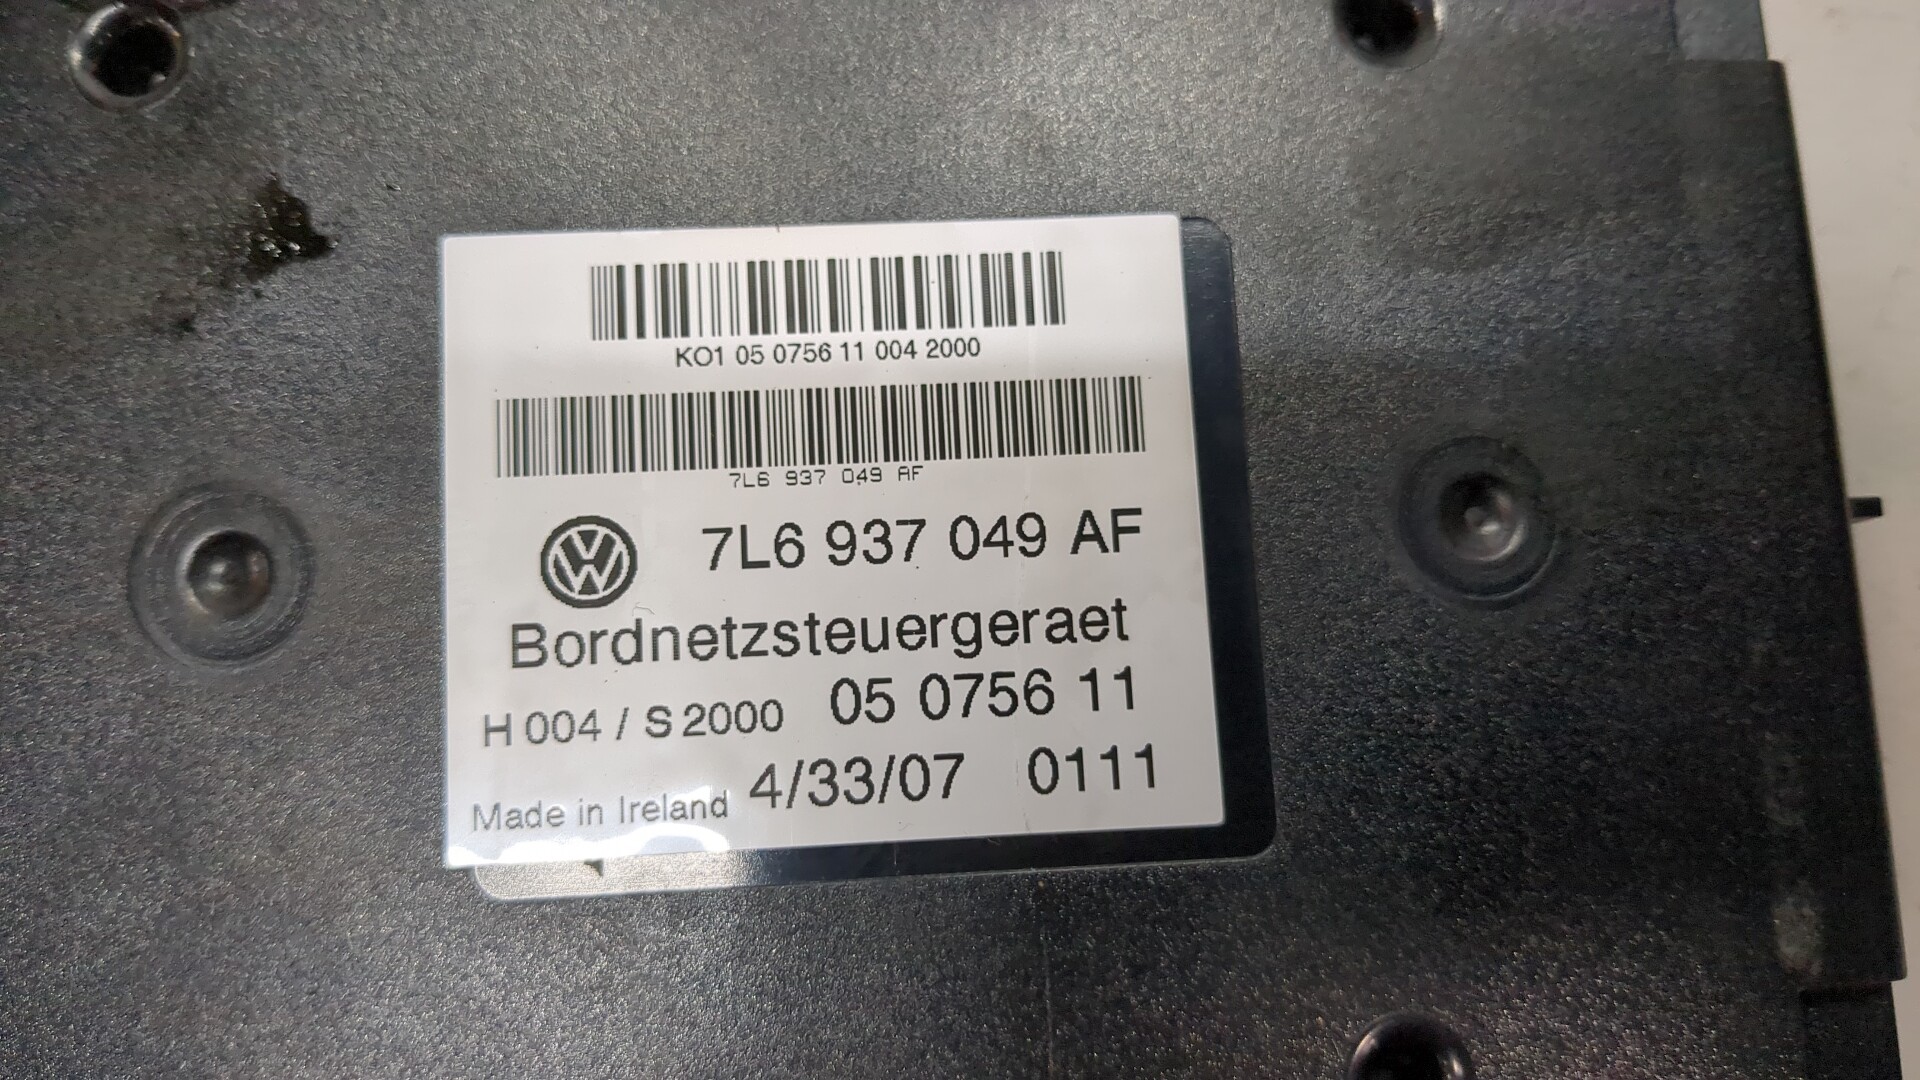 KO1 05 0756 11 004 2000
7L6 937 049 AF
7L6 937 049 AF
Bordnetzsteuergeraet
H 004 / S 2000 05 0756 11
Made in Ireland 4/33/07 0111